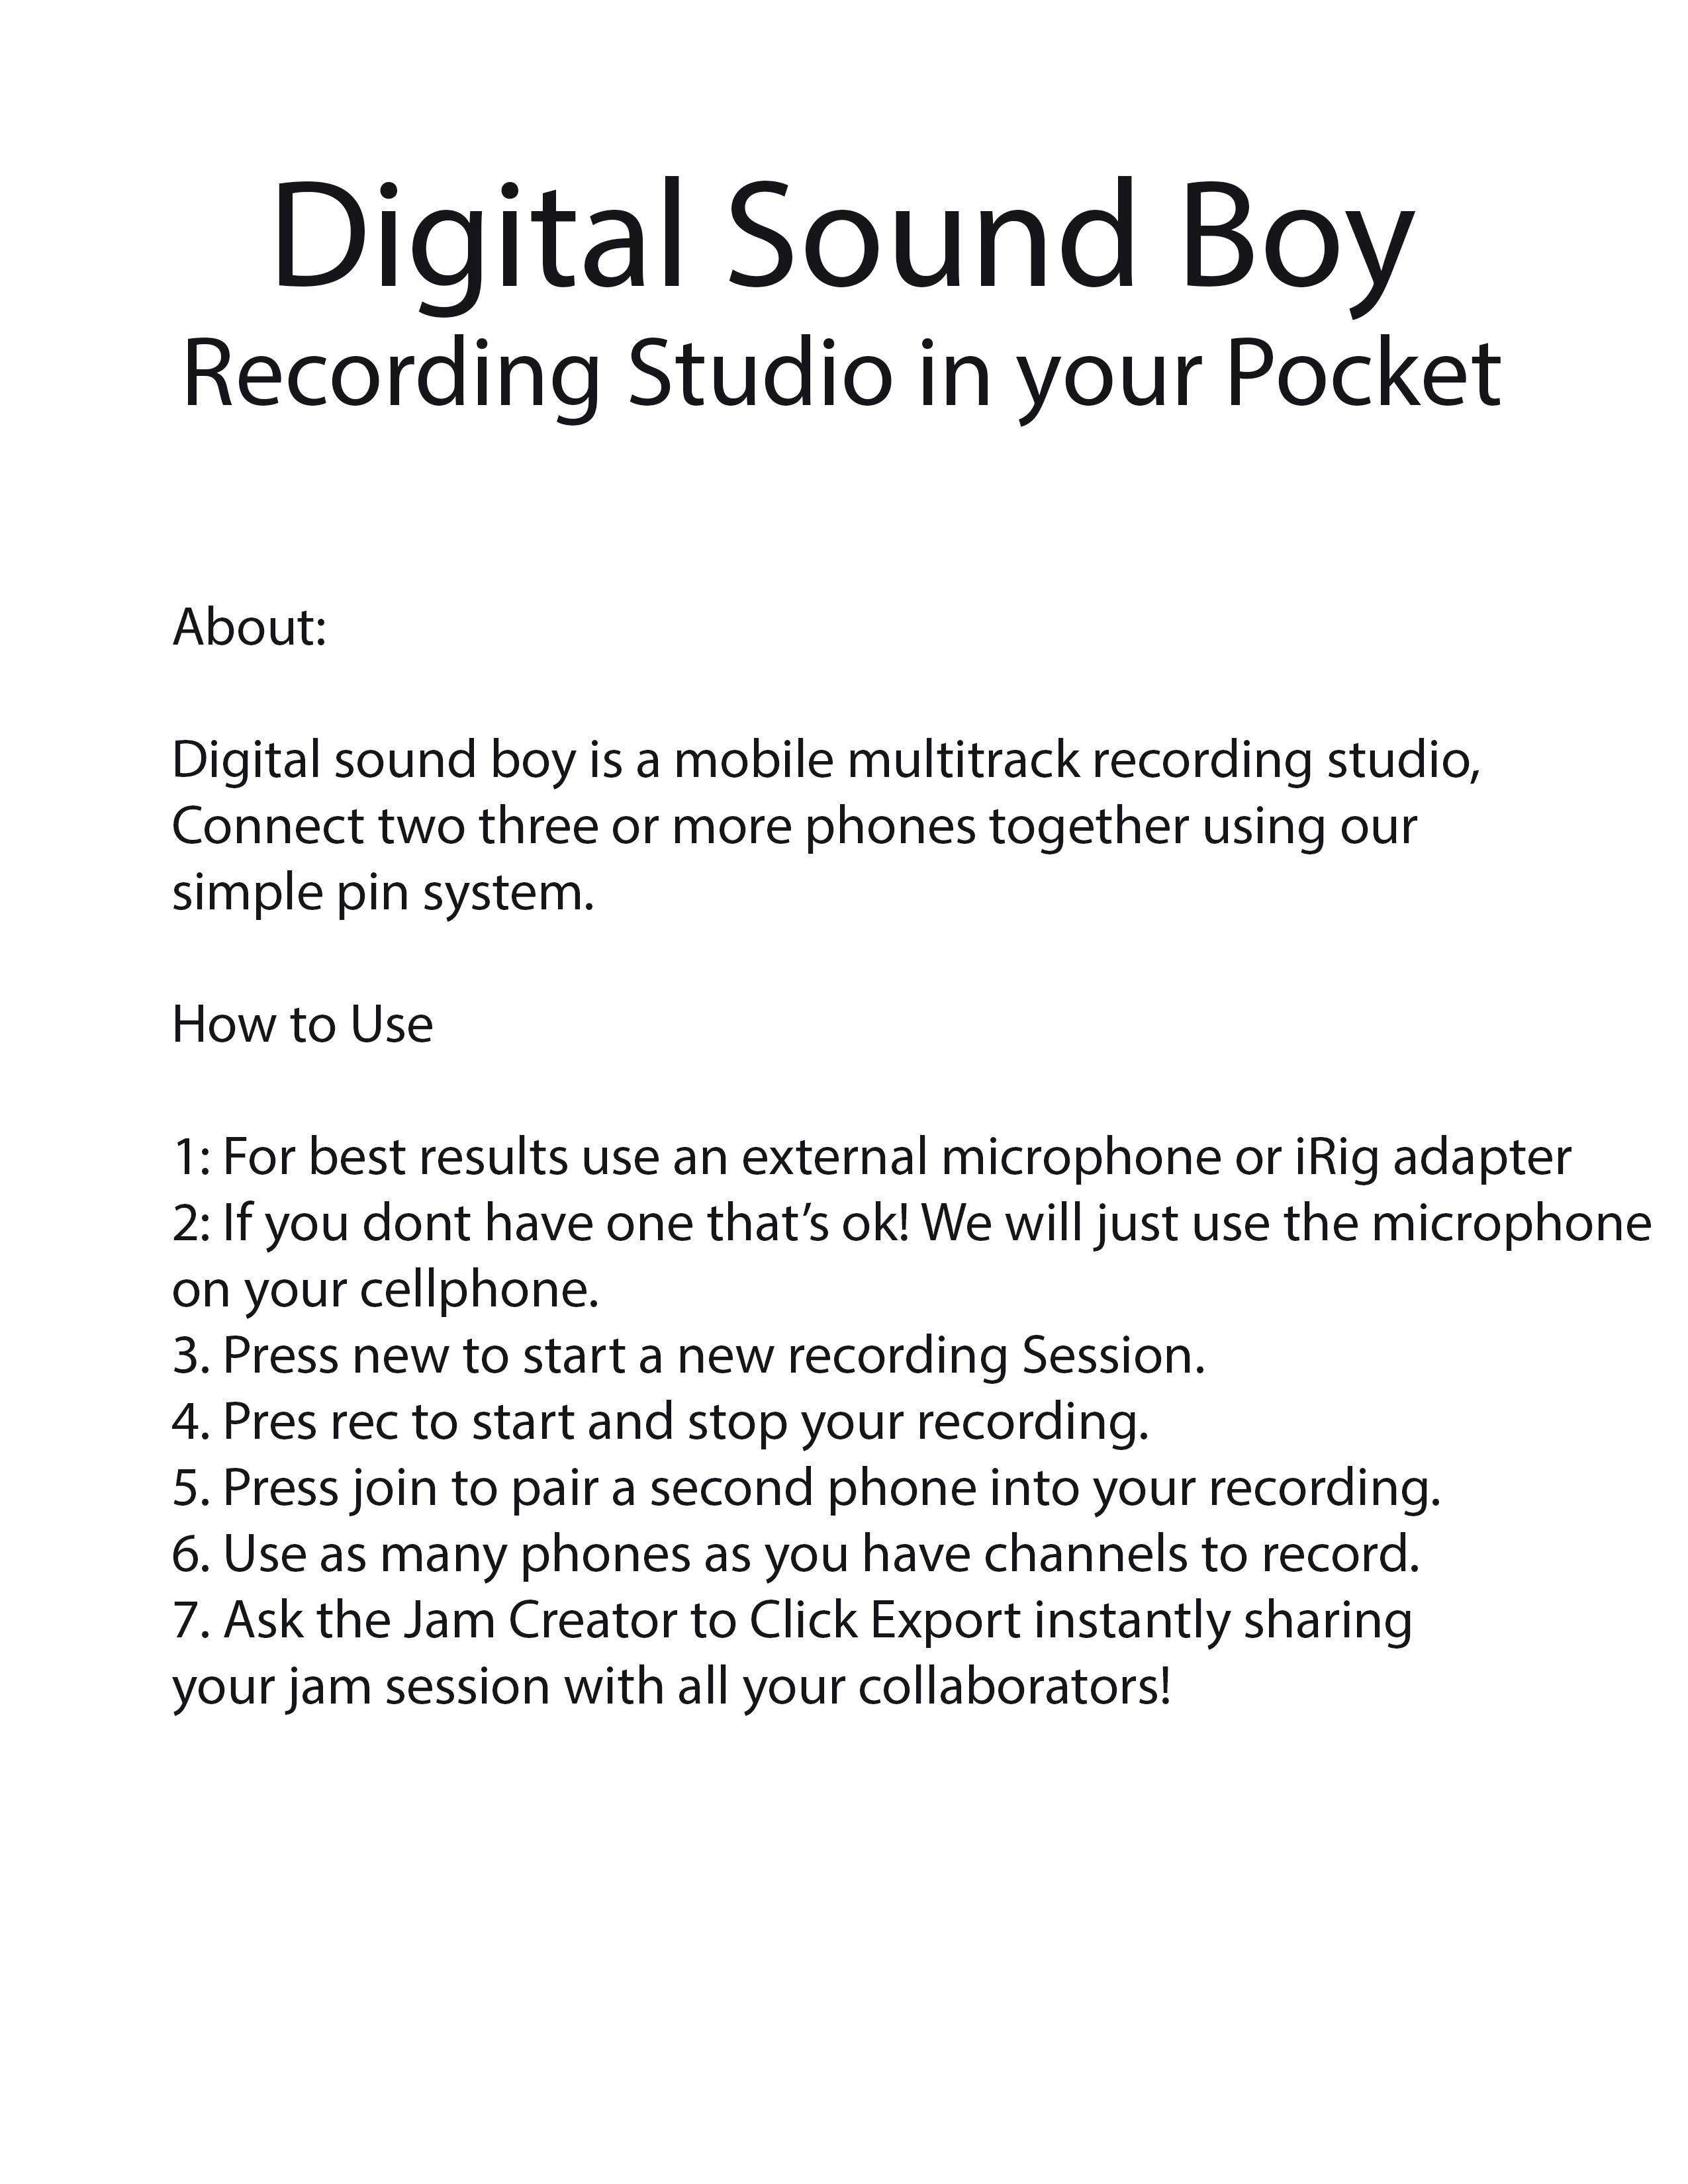 Digital Sound Boy
Recording Studio in your Pocket
About:
Digital sound boy is a mobile multitrack recording studio,
Connect two three or more phones together using our
simple pin system.
How to Use
1: For best results use an external microphone or iRig adapter
2: If you dont have one that’s ok! We will just use the microphone
on your cellphone.
3. Press new to start a new recording Session.
4. Pres rec to start and stop your recording.
5. Press join to pair a second phone into your recording.
6. Use as many phones as you have channels to record.
7. Ask the Jam Creator to Click Export instantly sharing
your jam session with all your collaborators!